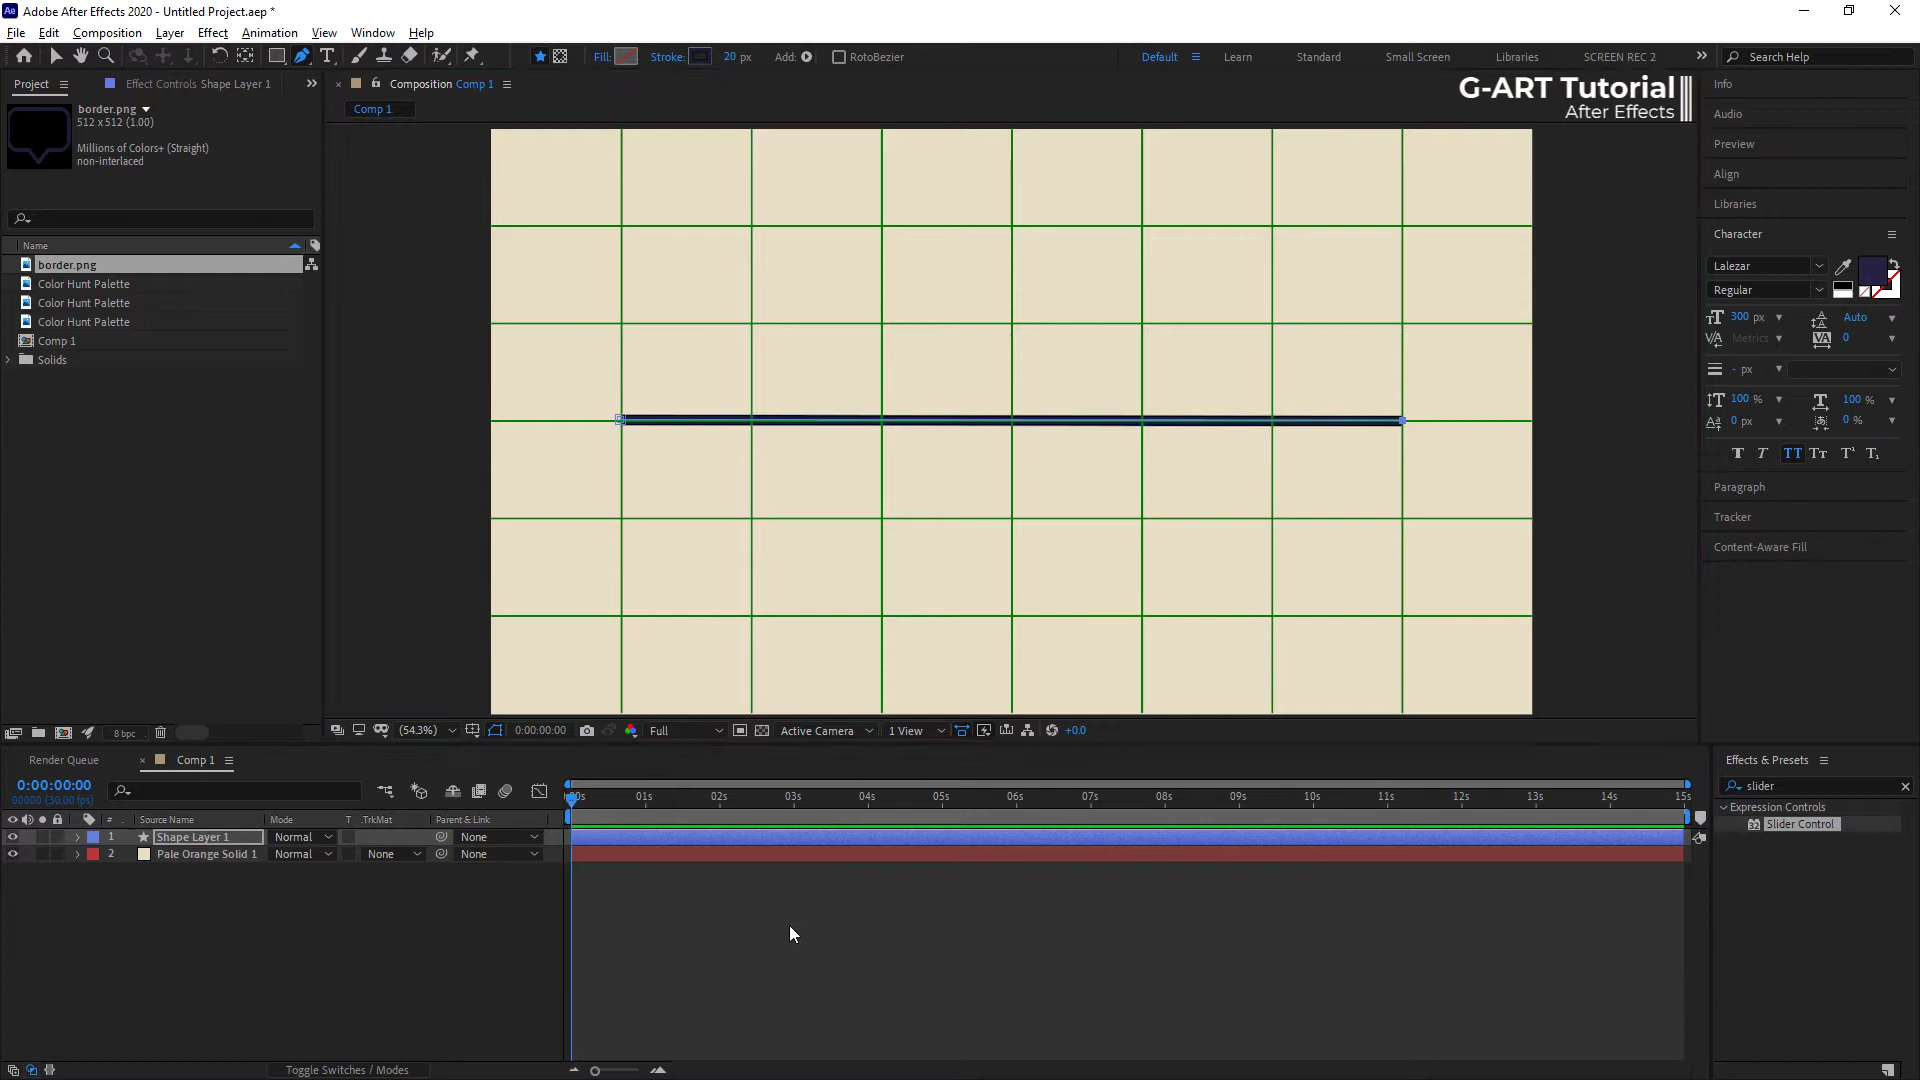 Adobe After Effects 2020 - Untitled Project.aep *
File Edit Composition Layer Effect Animation View Window Help
Fill: Stroke: 20 px Add: RotoBezier Default Learn Standard Small Screen Libraries SCREEN REC 2 Search Help
Project Effect Controls Shape Layer 1
Composition Comp 1
Comp 1
G-ART Tutorial
After Effects
border.png
512 x 512 (1.00)
Millions of Colors+ (Straight)
non-interlaced
Name
border.png
Color Hunt Palette
Color Hunt Palette
Color Hunt Palette
Comp 1
Solids
8 bpc
(54.3%) 0:00:00:00 Full Active Camera 1 View +0.0
Info
Audio
Preview
Align
Libraries
Character
Lalezar
Regular
300 px Auto
Metrics 0
- px
100 % 100 %
0 px 0 %
Paragraph
Tracker
Content-Aware Fill
Render Queue Comp 1
0:00:00:00
00000 (30.00 fps)
# Source Name Mode T .TrkMat Parent & Link
1 Shape Layer 1 Normal None
2 Pale Orange Solid 1 Normal None None
00s 01s 02s 03s 04s 05s 06s 07s 08s 09s 10s 11s 12s 13s 14s 15s
Toggle Switches / Modes
Effects & Presets
slider
Expression Controls
Slider Control